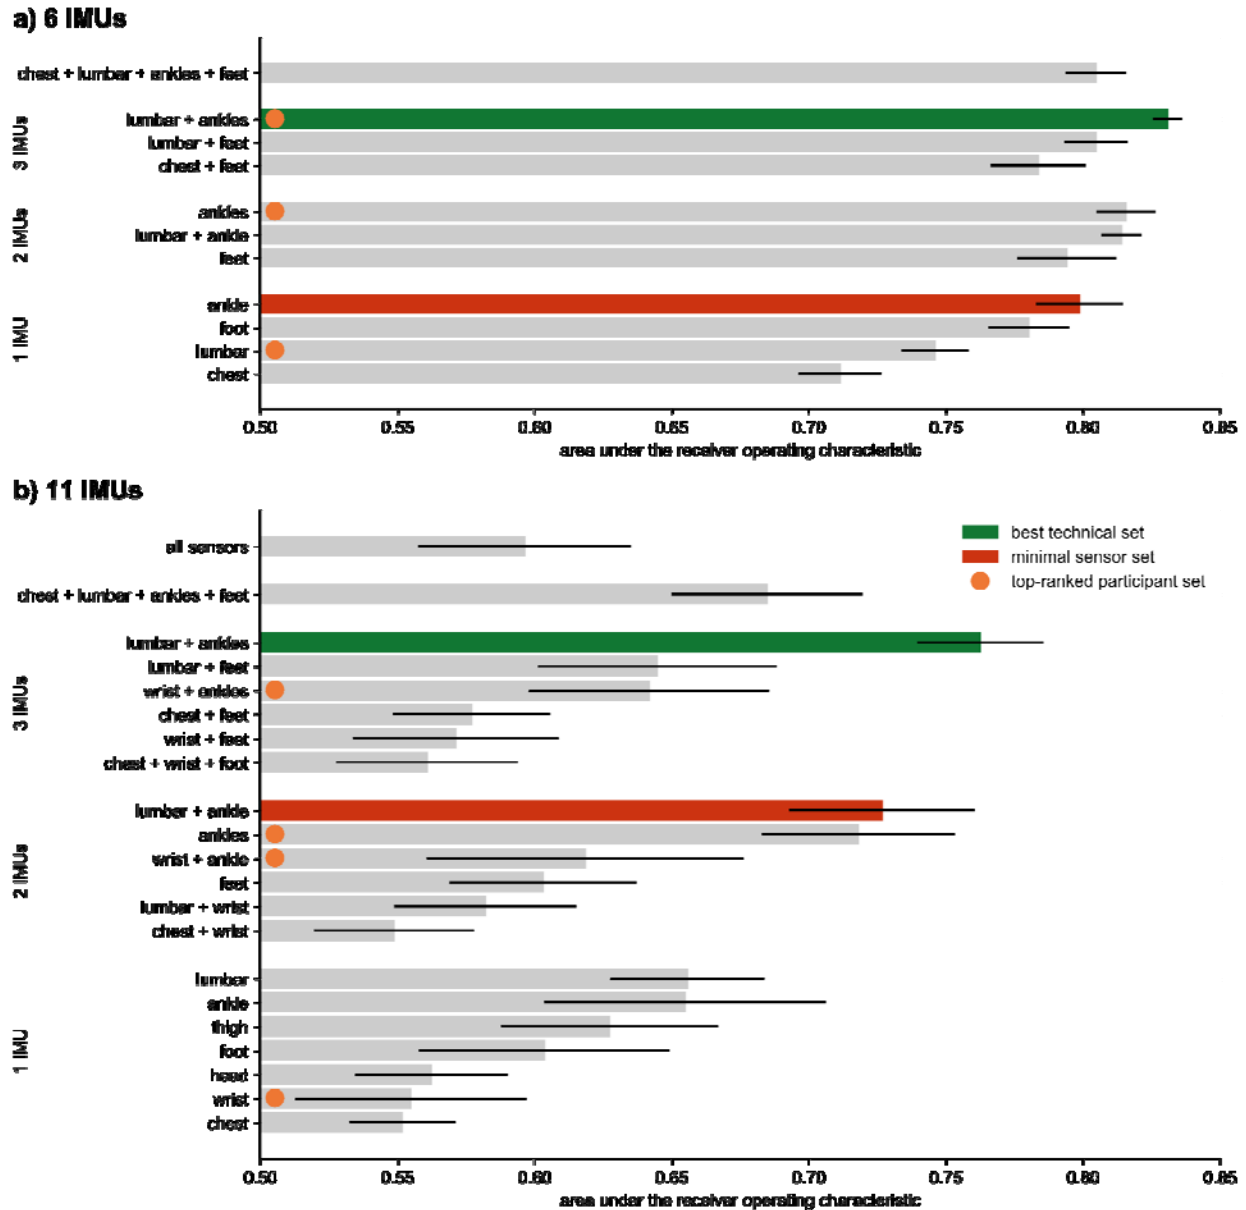 a) 6 IMUs
chest + lumbar + ankles + feet
3 IMUs
lumbar + ankles
lumbar + feet
chest + feet
2 IMUs
ankles
lumbar + ankle
feet
1 IMU
ankle
foot
lumbar
chest
0.50 0.55 0.60 0.65 0.70 0.75 0.80 0.85
area under the receiver operating characteristic
b) 11 IMUs
best technical set
minimal sensor set
top-ranked participant set
all sensors
chest + lumbar + ankles + feet
3 IMUs
lumbar + ankles
lumbar + feet
wrist + ankles
chest + feet
wrist + feet
chest + wrist + foot
2 IMUs
lumbar + ankle
ankles
wrist + ankle
feet
lumbar + wrist
chest + wrist
1 IMU
lumbar
ankle
thigh
foot
head
wrist
chest
0.50 0.55 0.60 0.65 0.70 0.75 0.80 0.85
area under the receiver operating characteristic